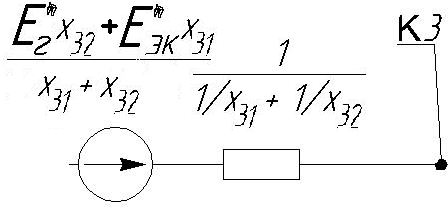 E″г x32 + E″ЭК x31
x31 + x32
1
1/x31 + 1/x32
К3